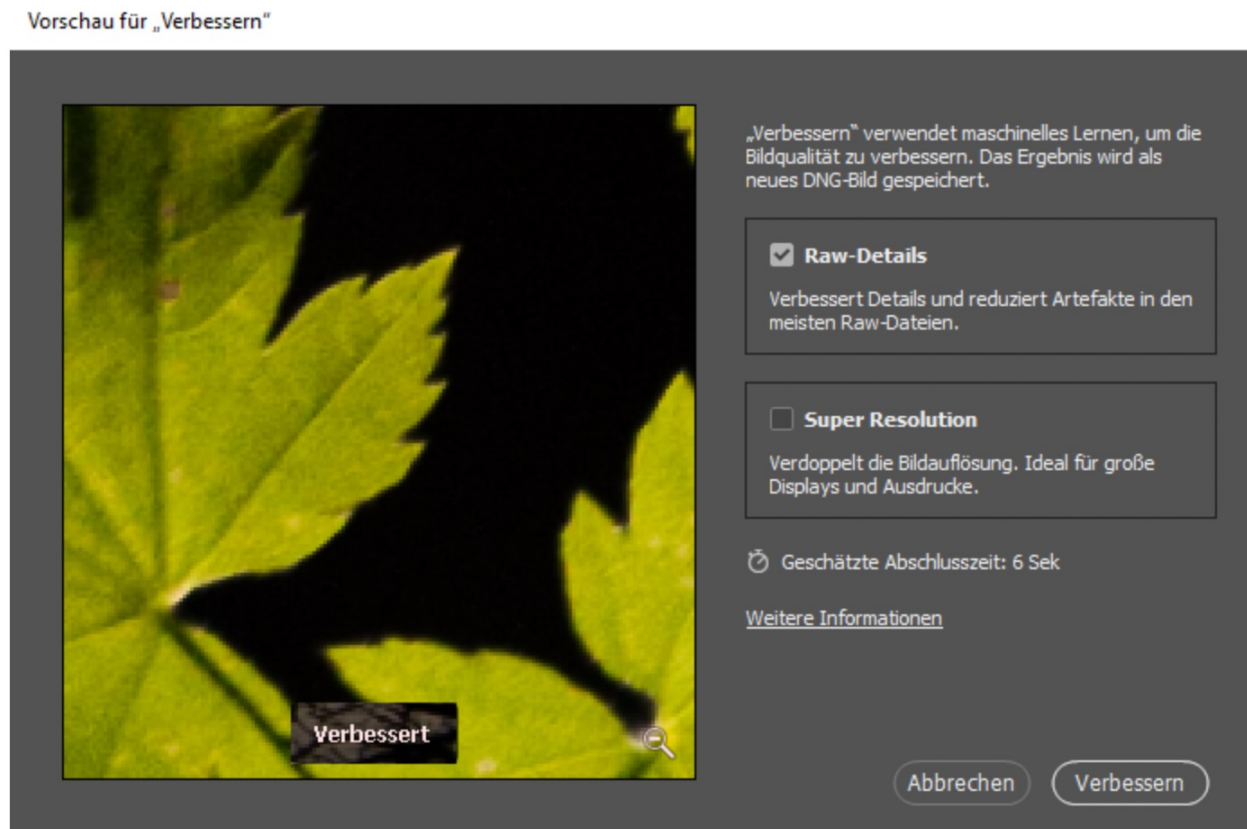 Vorschau für „Verbessern“
„Verbessern“ verwendet maschinelles Lernen, um die
Bildqualität zu verbessern. Das Ergebnis wird als
neues DNG-Bild gespeichert.
Raw-Details
Verbessert Details und reduziert Artefakte in den
meisten Raw-Dateien.
Super Resolution
Verdoppelt die Bildauflösung. Ideal für große
Displays und Ausdrucke.
Geschätzte Abschlusszeit: 6 Sek
Weitere Informationen
Verbessert
Abbrechen
Verbessern